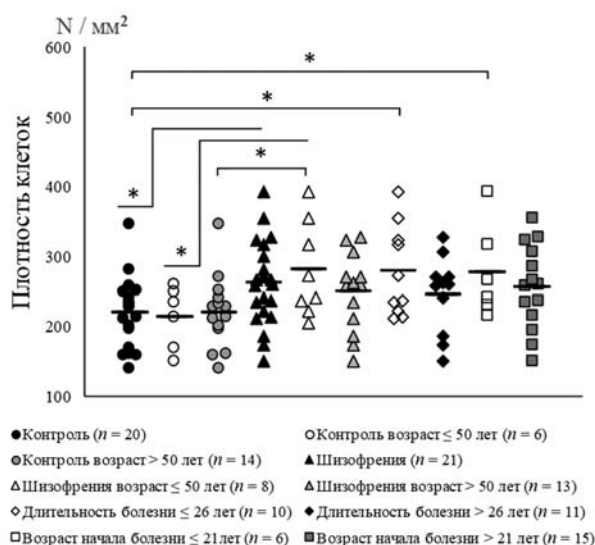 N / мм²
600
500
400
300
200
100
Плотность клеток
*
*
*
*
*
Контроль (n = 20)
Контроль возраст ≤ 50 лет (n = 6)
Контроль возраст > 50 лет (n = 14)
Шизофрения (n = 21)
Шизофрения возраст ≤ 50 лет (n = 8)
Шизофрения возраст > 50 лет (n = 13)
Длительность болезни ≤ 26 лет (n = 10)
Длительность болезни > 26 лет (n = 11)
Возраст начала болезни ≤ 21лет (n = 6)
Возраст начала болезни > 21 лет (n = 15)